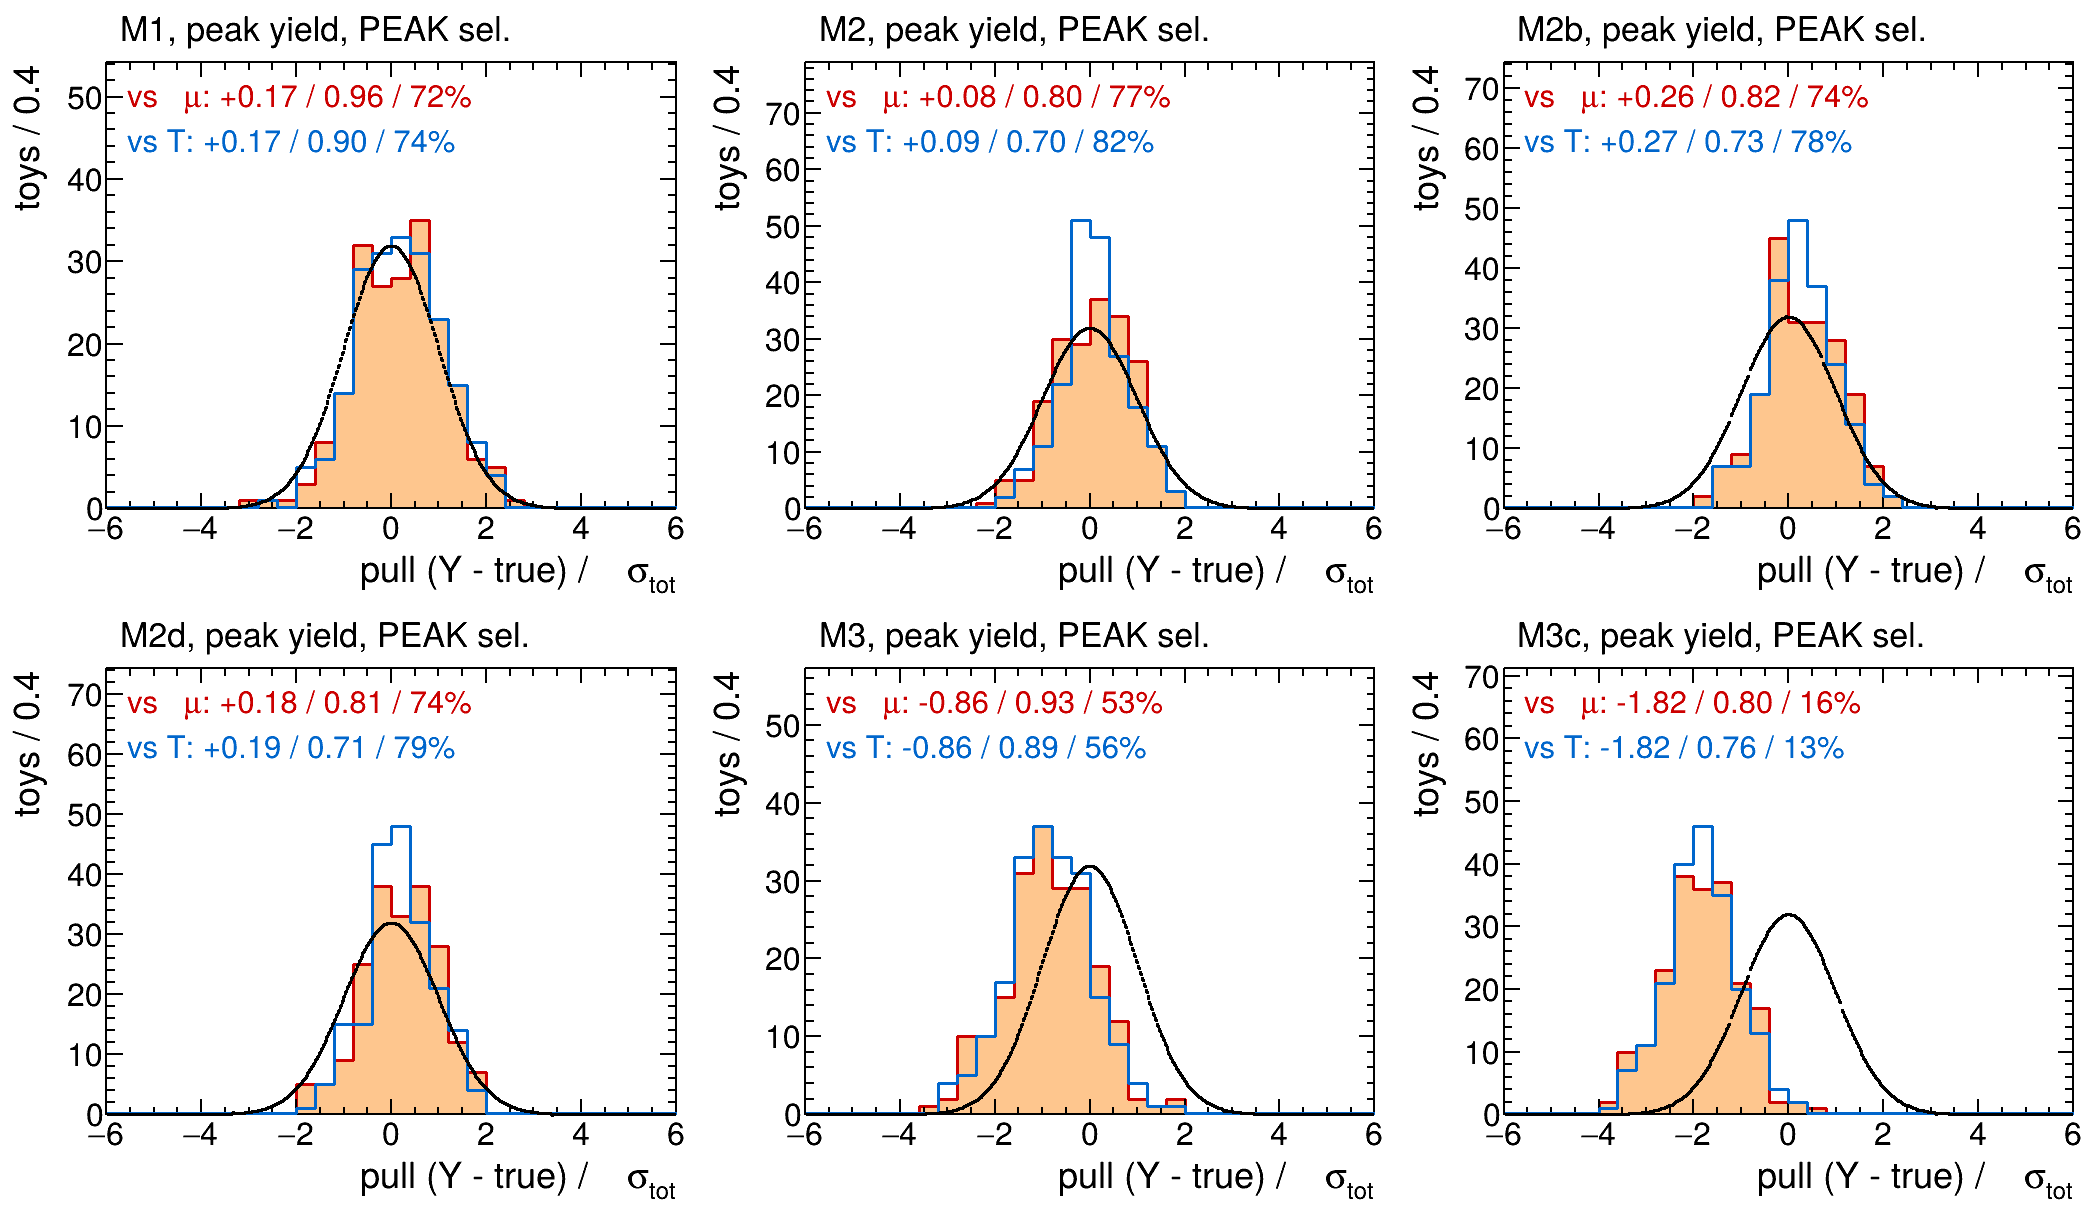 M1, peak yield, PEAK sel.
toys / 0.4
vs μ: +0.17 / 0.96 / 72%
vs T: +0.17 / 0.90 / 74%
50
40
30
20
10
0
−6 −4 −2 0 2 4 6
pull (Y - true) / σtot
M2, peak yield, PEAK sel.
toys / 0.4
vs μ: +0.08 / 0.80 / 77%
vs T: +0.09 / 0.70 / 82%
70
60
50
40
30
20
10
0
−6 −4 −2 0 2 4 6
pull (Y - true) / σtot
M2b, peak yield, PEAK sel.
toys / 0.4
vs μ: +0.26 / 0.82 / 74%
vs T: +0.27 / 0.73 / 78%
70
60
50
40
30
20
10
0
−6 −4 −2 0 2 4 6
pull (Y - true) / σtot
M2d, peak yield, PEAK sel.
toys / 0.4
vs μ: +0.18 / 0.81 / 74%
vs T: +0.19 / 0.71 / 79%
70
60
50
40
30
20
10
0
−6 −4 −2 0 2 4 6
pull (Y - true) / σtot
M3, peak yield, PEAK sel.
toys / 0.4
vs μ: -0.86 / 0.93 / 53%
vs T: -0.86 / 0.89 / 56%
50
40
30
20
10
0
−6 −4 −2 0 2 4 6
pull (Y - true) / σtot
M3c, peak yield, PEAK sel.
toys / 0.4
vs μ: -1.82 / 0.80 / 16%
vs T: -1.82 / 0.76 / 13%
70
60
50
40
30
20
10
0
−6 −4 −2 0 2 4 6
pull (Y - true) / σtot